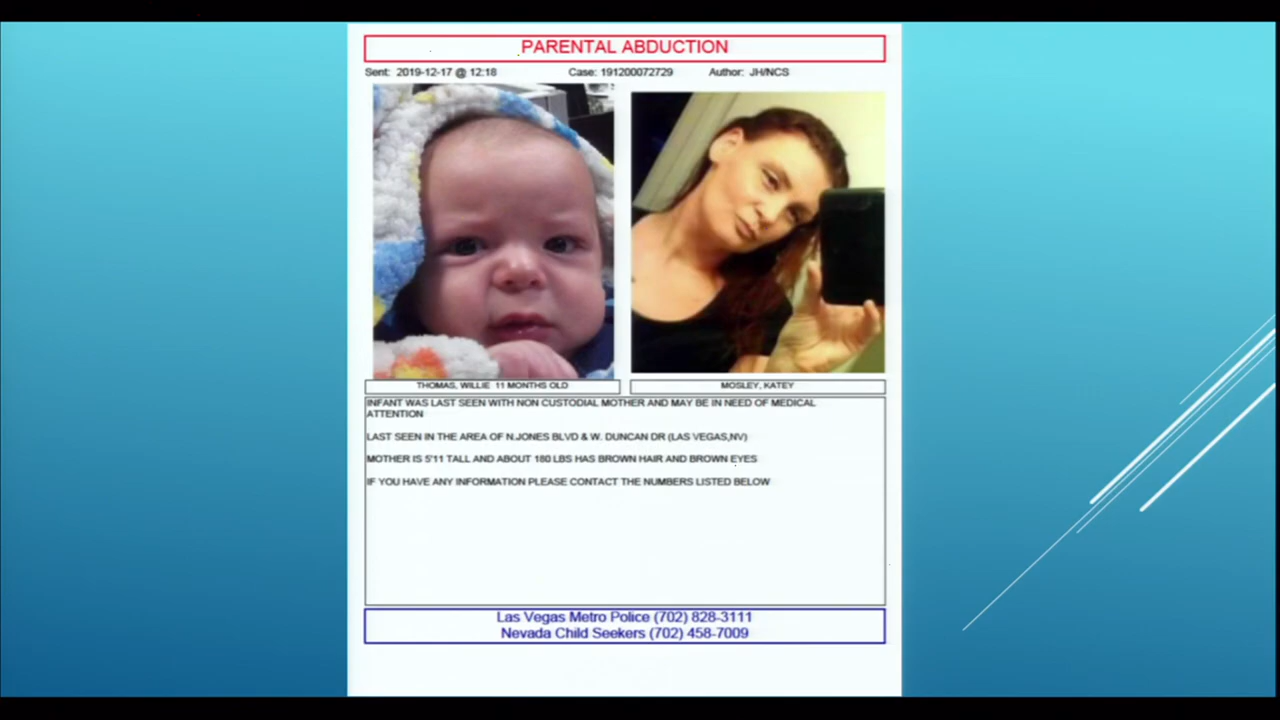 PARENTAL ABDUCTION
Sent: 2019-12-17 @ 12:18 Case: 191200072729 Author: JH/NCS
THOMAS, WILLIE 11 MONTHS OLD
MOSLEY, KATEY
INFANT WAS LAST SEEN WITH NON CUSTODIAL MOTHER AND MAY BE IN NEED OF MEDICAL
ATTENTION
LAST SEEN IN THE AREA OF N.JONES BLVD & W. DUNCAN DR (LAS VEGAS,NV)
MOTHER IS 5'11 TALL AND ABOUT 180 LBS HAS BROWN HAIR AND BROWN EYES
IF YOU HAVE ANY INFORMATION PLEASE CONTACT THE NUMBERS LISTED BELOW
Las Vegas Metro Police (702) 828-3111
Nevada Child Seekers (702) 458-7009